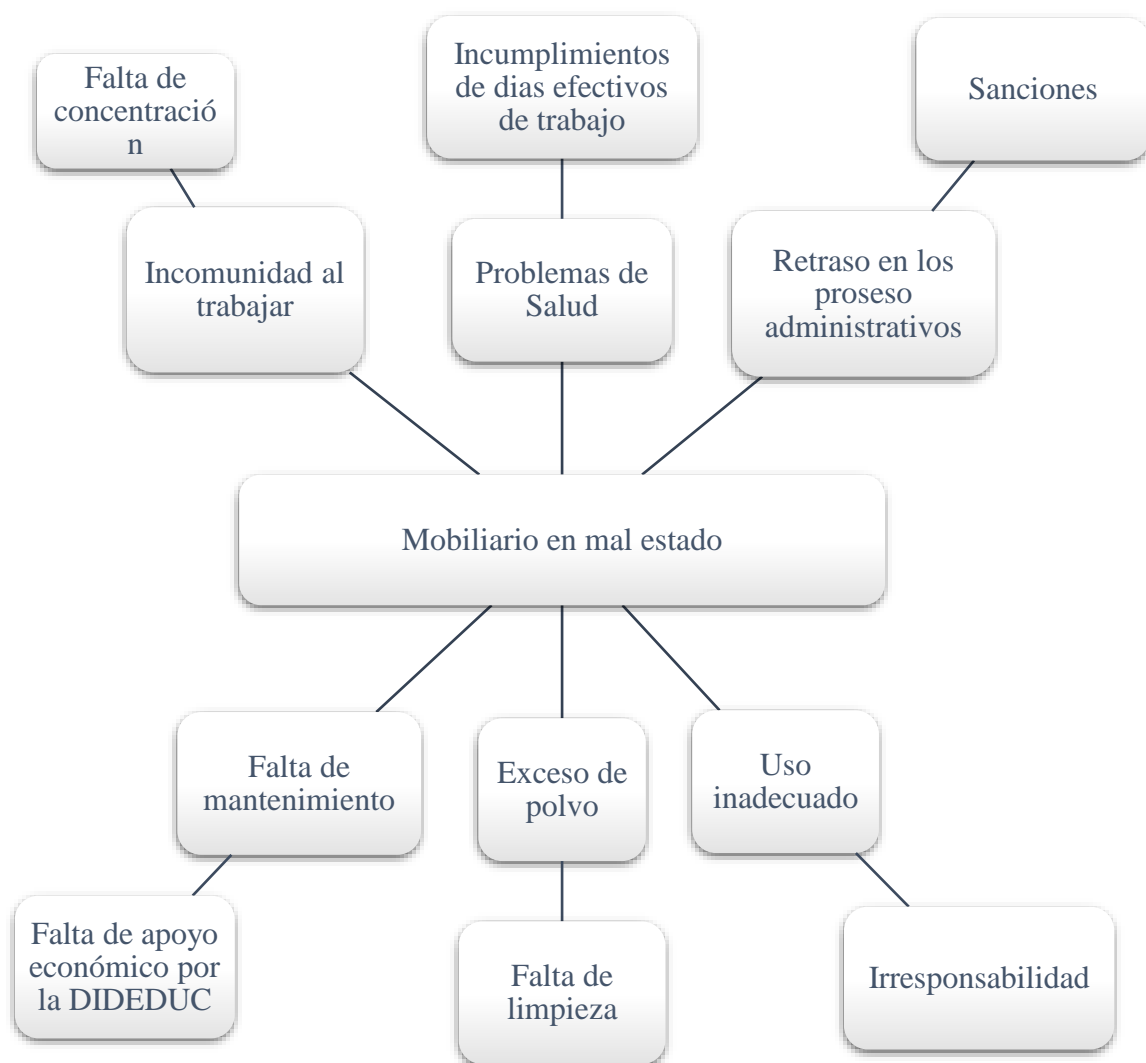 Falta de
concentració
n
Incumplimientos
de dias efectivos
de trabajo
Sanciones
Incomunidad al
trabajar
Problemas de
Salud
Retraso en los
proseso
administrativos
Mobiliario en mal estado
Falta de
mantenimiento
Exceso de
polvo
Uso
inadecuado
Falta de apoyo
económico por
la DIDEDUC
Falta de
limpieza
Irresponsabilidad